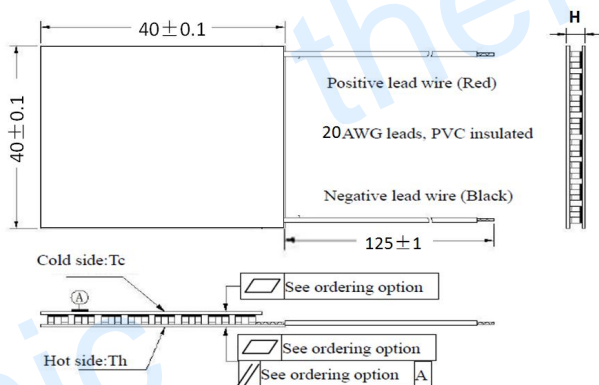 40±0.1
H
Positive lead wire (Red)
40±0.1
20AWG leads, PVC insulated
Negative lead wire (Black)
125±1
Cold side:Tc
A
See ordering option
Hot side:Th
See ordering option
See ordering option A